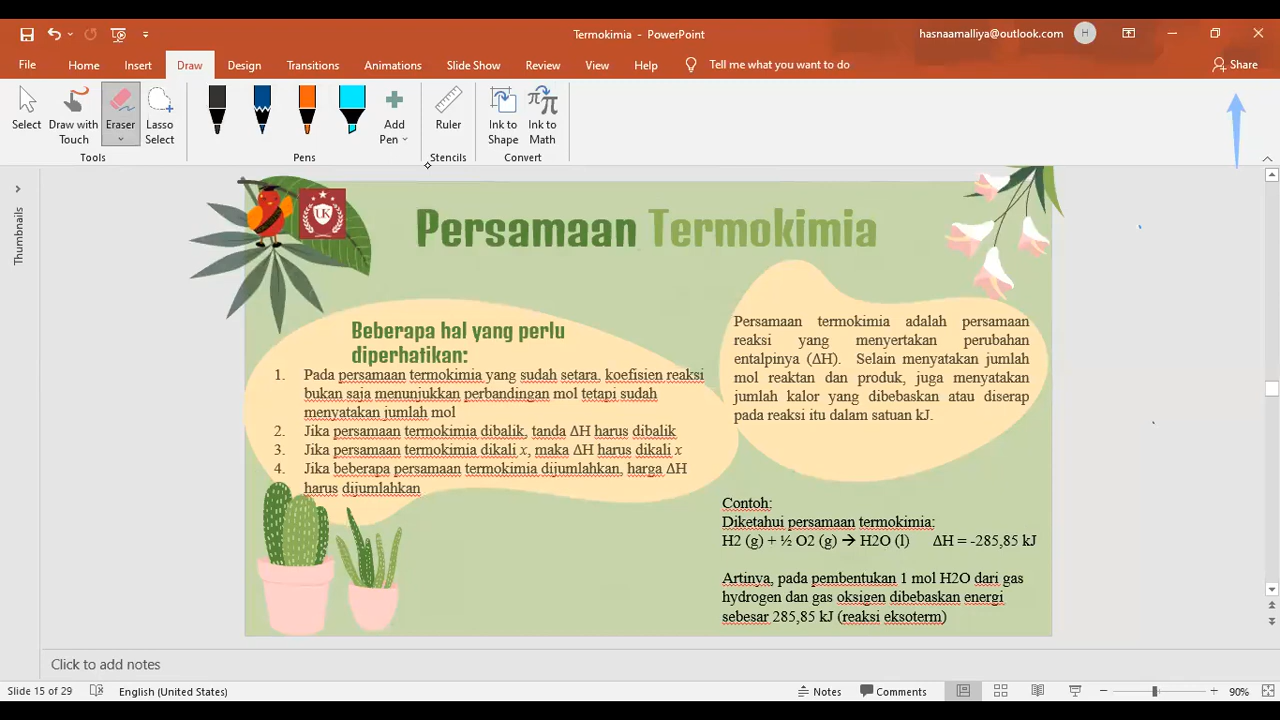 Termokimia - PowerPoint
hasnaamalliya@outlook.com
H
File Home Insert Draw Design Transitions Animations Slide Show Review View Help Tell me what you want to do Share
Select
Draw with Touch
Eraser
Lasso Select
Add Pen
Ruler
Ink to Shape
Ink to Math
Tools Pens Stencils Convert
Thumbnails
UK
Persamaan Termokimia
Beberapa hal yang perlu
diperhatikan:
1. Pada persamaan termokimia yang sudah setara, koefisien reaksi
bukan saja menunjukkan perbandingan mol tetapi sudah
menyatakan jumlah mol
2. Jika persamaan termokimia dibalik, tanda ΔH harus dibalik
3. Jika persamaan termokimia dikali x, maka ΔH harus dikali x
4. Jika beberapa persamaan termokimia dijumlahkan, harga ΔH
harus dijumlahkan
Persamaan termokimia adalah persamaan
reaksi yang menyertakan perubahan
entalpinya (ΔH). Selain menyatakan jumlah
mol reaktan dan produk, juga menyatakan
jumlah kalor yang dibebaskan atau diserap
pada reaksi itu dalam satuan kJ.
Contoh:
Diketahui persamaan termokimia:
H2 (g) + ½ O2 (g) → H2O (l) ΔH = -285,85 kJ
Artinya, pada pembentukan 1 mol H2O dari gas
hydrogen dan gas oksigen dibebaskan energi
sebesar 285,85 kJ (reaksi eksoterm)
Click to add notes
Slide 15 of 29 English (United States) Notes Comments 90%